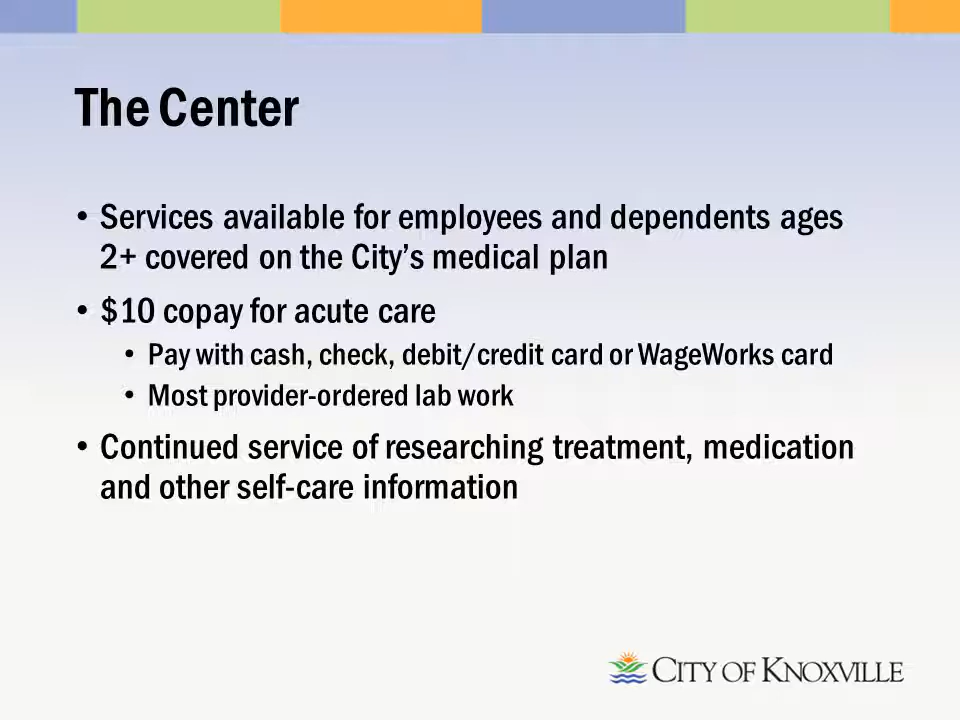 The Center
• Services available for employees and dependents ages
2+ covered on the City’s medical plan
• $10 copay for acute care
• Pay with cash, check, debit/credit card or WageWorks card
• Most provider-ordered lab work
• Continued service of researching treatment, medication
and other self-care information
CITY OF KNOXVILLE